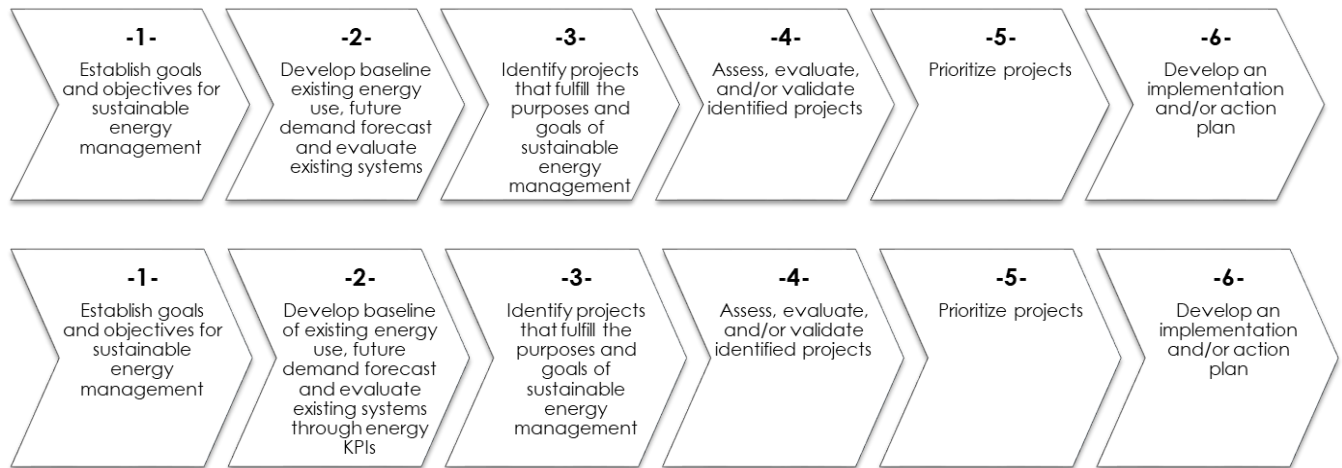 -1-
Establish goals
and objectives for
sustainable
energy
management
-2-
Develop baseline
existing energy
use, future
demand forecast
and evaluate
existing systems
-3-
Identify projects
that fulfill the
purposes and
goals of
sustainable
energy
management
-4-
Assess, evaluate,
and/or validate
identified projects
-5-
Prioritize projects
-6-
Develop an
implementation
and/or action
plan
-1-
Establish goals
and objectives for
sustainable
energy
management
-2-
Develop baseline
of existing energy
use, future
demand forecast
and evaluate
existing systems
through energy
KPIs
-3-
Identify projects
that fulfill the
purposes and
goals of
sustainable
energy
management
-4-
Assess, evaluate,
and/or validate
identified projects
-5-
Prioritize projects
-6-
Develop an
implementation
and/or action
plan